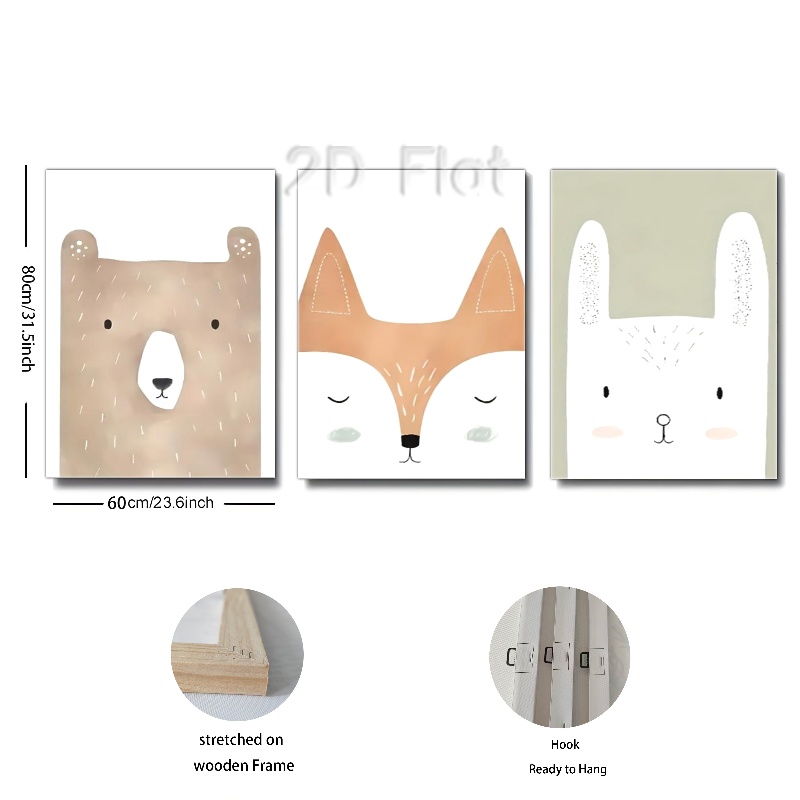 2D Flat
80cm/31.5inch
60cm/23.6inch
stretched on
wooden Frame
Hook
Ready to Hang